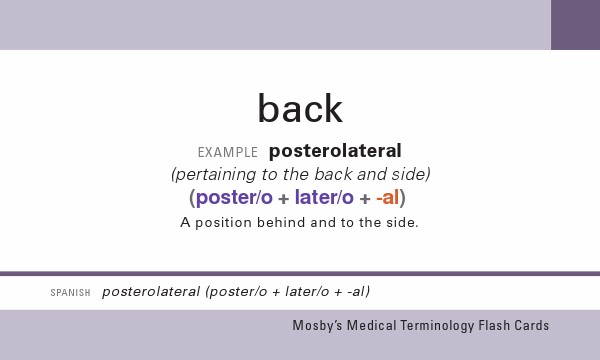 back
EXAMPLE posterolateral
(pertaining to the back and side)
(poster/o + later/o + -al)
A position behind and to the side.
SPANISH posterolateral (poster/o + later/o + -al)
Mosby's Medical Terminology Flash Cards